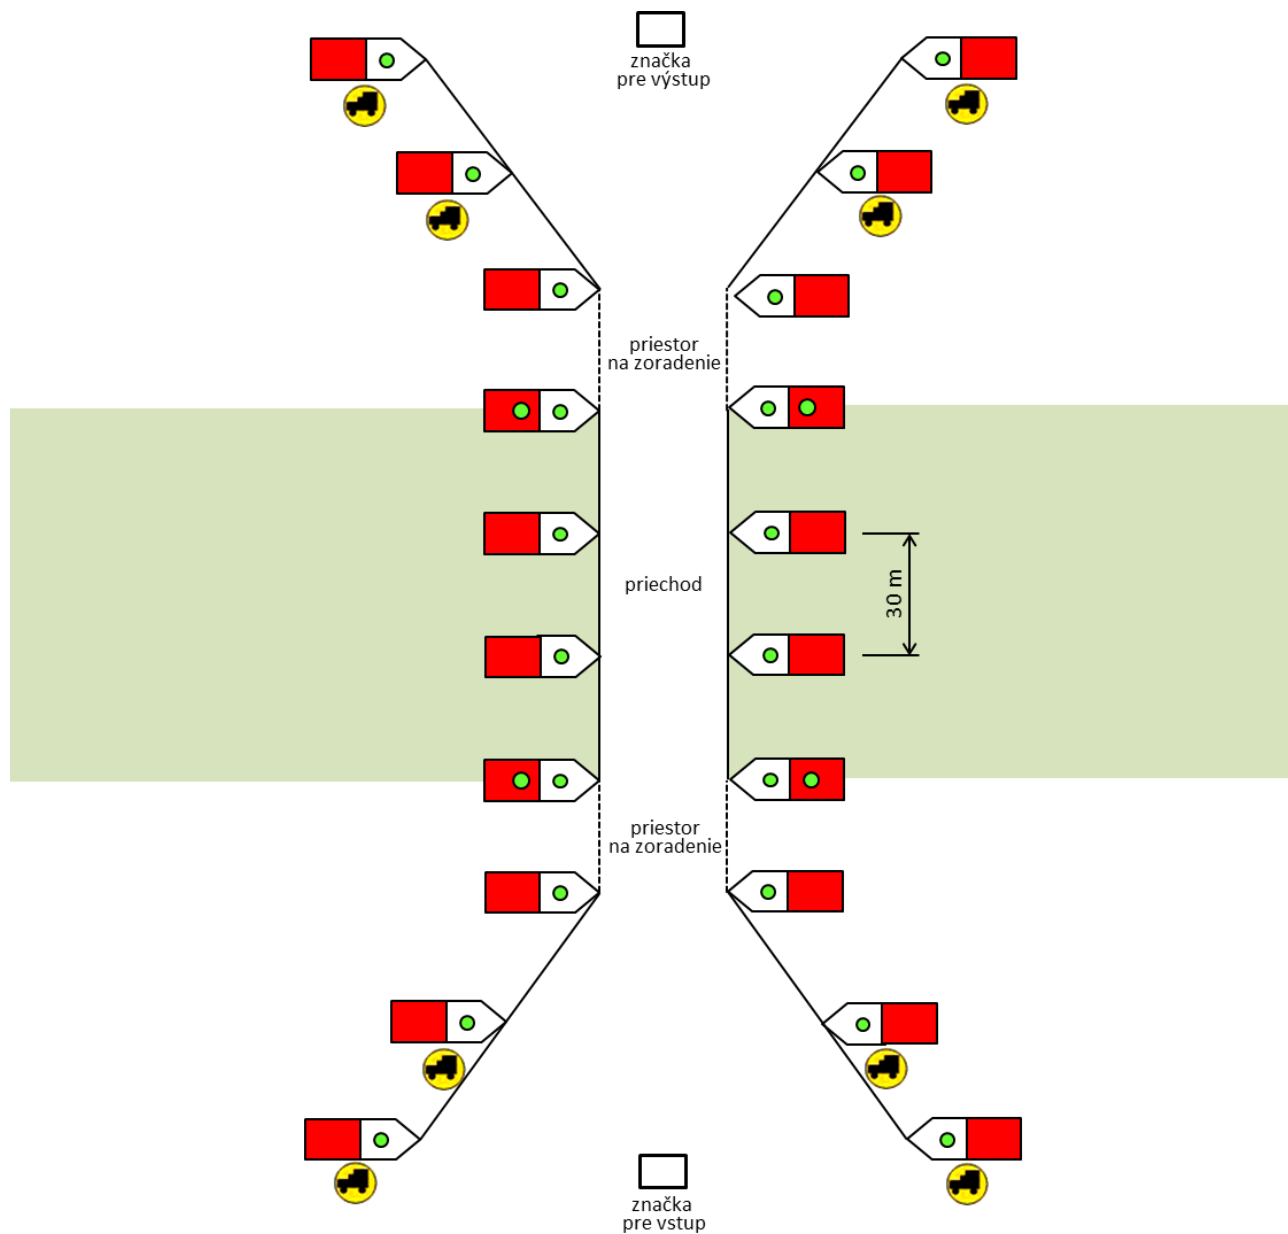 značka
pre výstup
priestor
na zoradenie
priechod
30 m
priestor
na zoradenie
značka
pre vstup